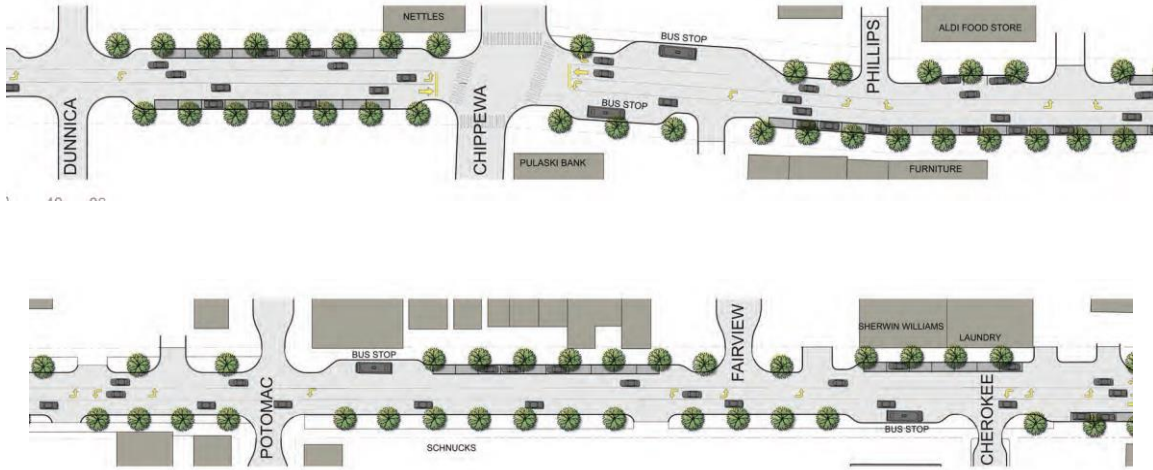 NETTLES
BUS STOP
ALDI FOOD STORE
PHILLIPS
DUNNICA
CHIPPEWA
BUS STOP
PULASKI BANK
FURNITURE
BUS STOP
FAIRVIEW
SHERWIN WILLIAMS
LAUNDRY
POTOMAC
SCHNUCKS
BUS STOP
CHEROKEE